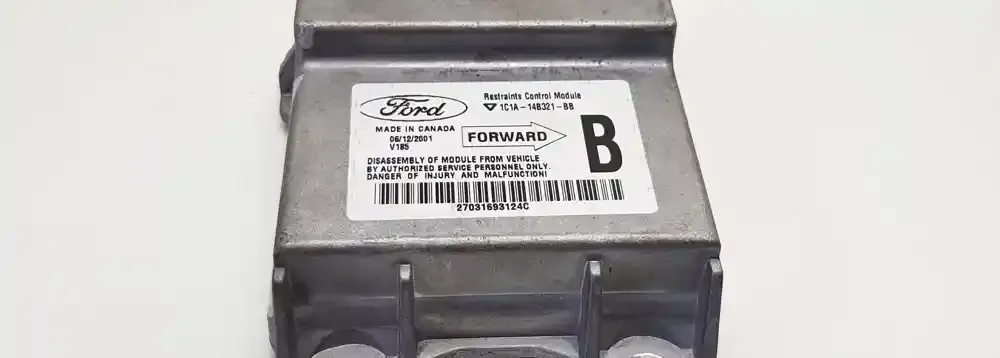 Ford
Restraints Control Module
1C1A-14B321-BB
MADE IN CANADA
06/12/2001
V185
FORWARD
B
DISASSEMBLY OF MODULE FROM VEHICLE
BY AUTHORIZED SERVICE PERSONNEL ONLY.
DANGER OF INJURY AND MALFUNCTION!
27031693124C